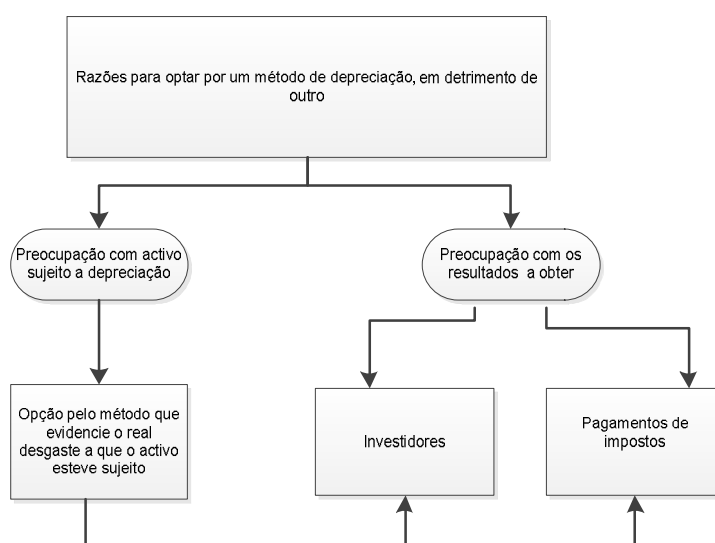 Razões para optar por um método de depreciação, em detrimento de
outro
Preocupação com activo
sujeito a depreciação
Preocupação com os
resultados a obter
Opção pelo método que
evidencie o real
desgaste a que o activo
esteve sujeito
Investidores
Pagamentos de
impostos